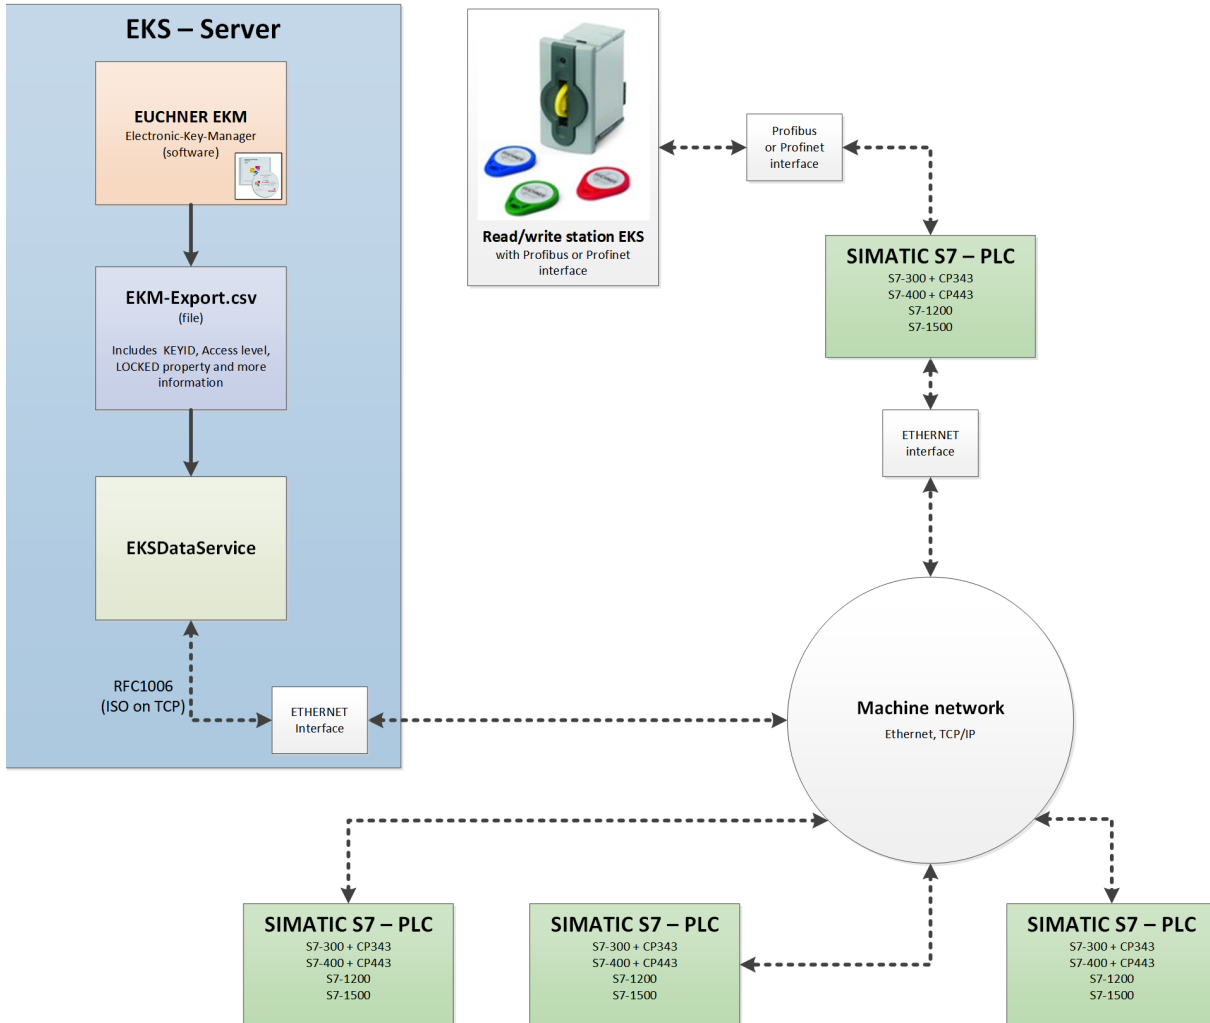 EKS – Server
EUCHNER EKM
Electronic-Key-Manager
(software)
EKM-Export.csv
(file)
Includes KEYID, Access level,
LOCKED property and more
information
EKSDataService
RFC1006
(ISO on TCP)
ETHERNET
Interface
EUCHNER
EUCHNER
EUCHNER
Read/write station EKS
with Profibus or Profinet
interface
Profibus
or Profinet
interface
SIMATIC S7 – PLC
S7-300 + CP343
S7-400 + CP443
S7-1200
S7-1500
ETHERNET
interface
Machine network
Ethernet, TCP/IP
SIMATIC S7 – PLC
S7-300 + CP343
S7-400 + CP443
S7-1200
S7-1500
SIMATIC S7 – PLC
S7-300 + CP343
S7-400 + CP443
S7-1200
S7-1500
SIMATIC S7 – PLC
S7-300 + CP343
S7-400 + CP443
S7-1200
S7-1500